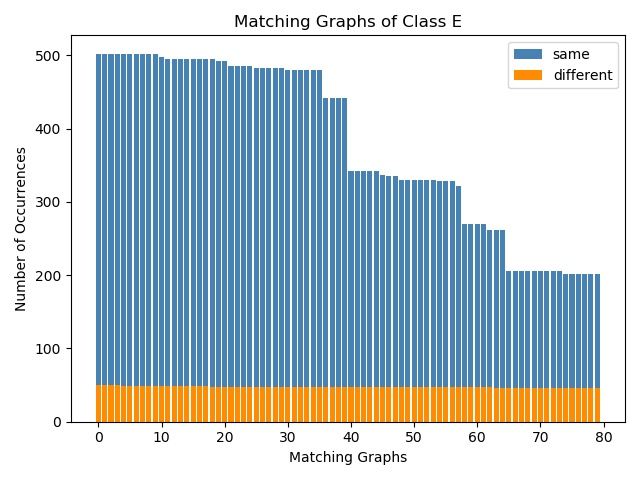 Matching Graphs of Class E
same
different
Number of Occurrences
500
400
300
200
100
0
0 10 20 30 40 50 60 70 80
Matching Graphs